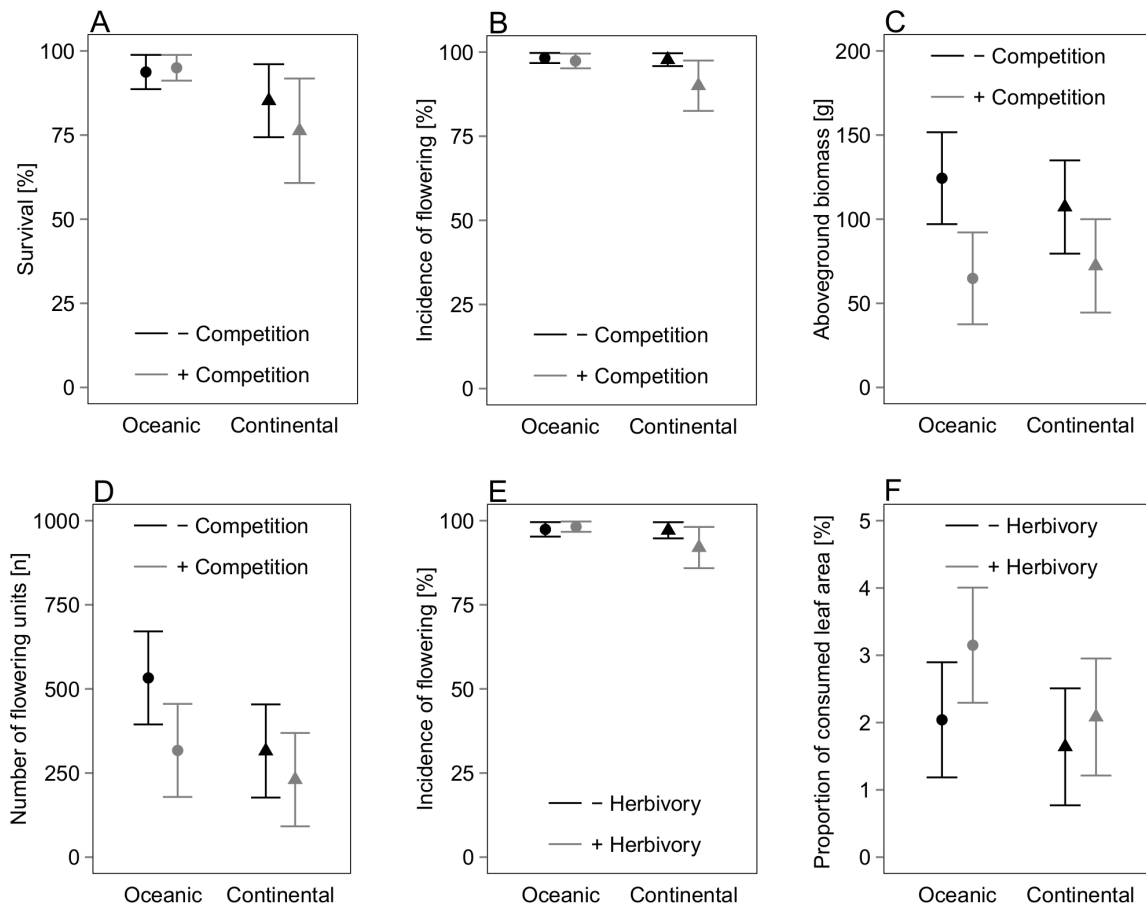 A
Survival [%]
100
75
50
25
0
– Competition
+ Competition
Oceanic Continental
B
Incidence of flowering [%]
100
75
50
25
0
– Competition
+ Competition
Oceanic Continental
C
Aboveground biomass [g]
200
150
100
50
0
– Competition
+ Competition
Oceanic Continental
D
Number of flowering units [n]
1000
750
500
250
0
– Competition
+ Competition
Oceanic Continental
E
Incidence of flowering [%]
100
75
50
25
0
– Herbivory
+ Herbivory
Oceanic Continental
F
Proportion of consumed leaf area [%]
5
4
3
2
1
0
– Herbivory
+ Herbivory
Oceanic Continental